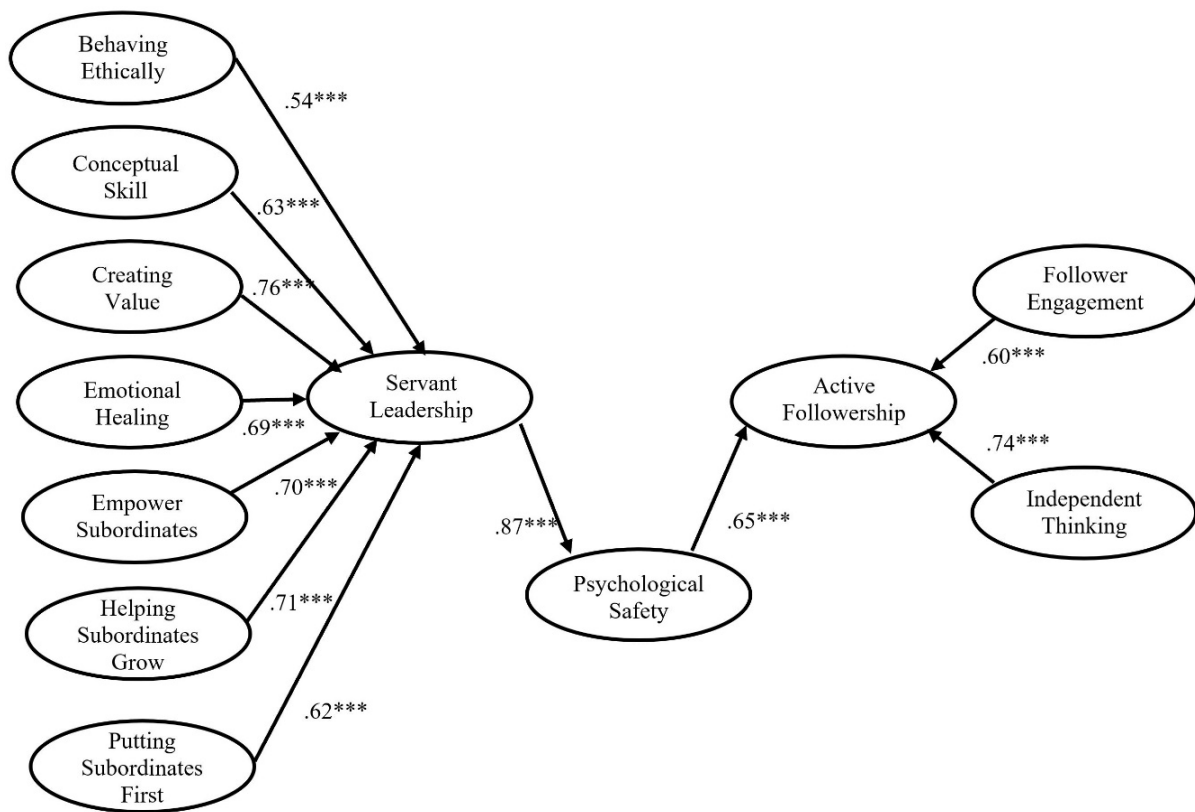 Behaving
Ethically
.54***
Conceptual
Skill
.63***
Creating
Value
.76***
Emotional
Healing
.69***
Empower
Subordinates
.70***
Helping
Subordinates
Grow
.71***
Putting
Subordinates
First
.62***
Servant
Leadership
.87***
Psychological
Safety
.65***
Active
Followership
Follower
Engagement
.60***
.74***
Independent
Thinking